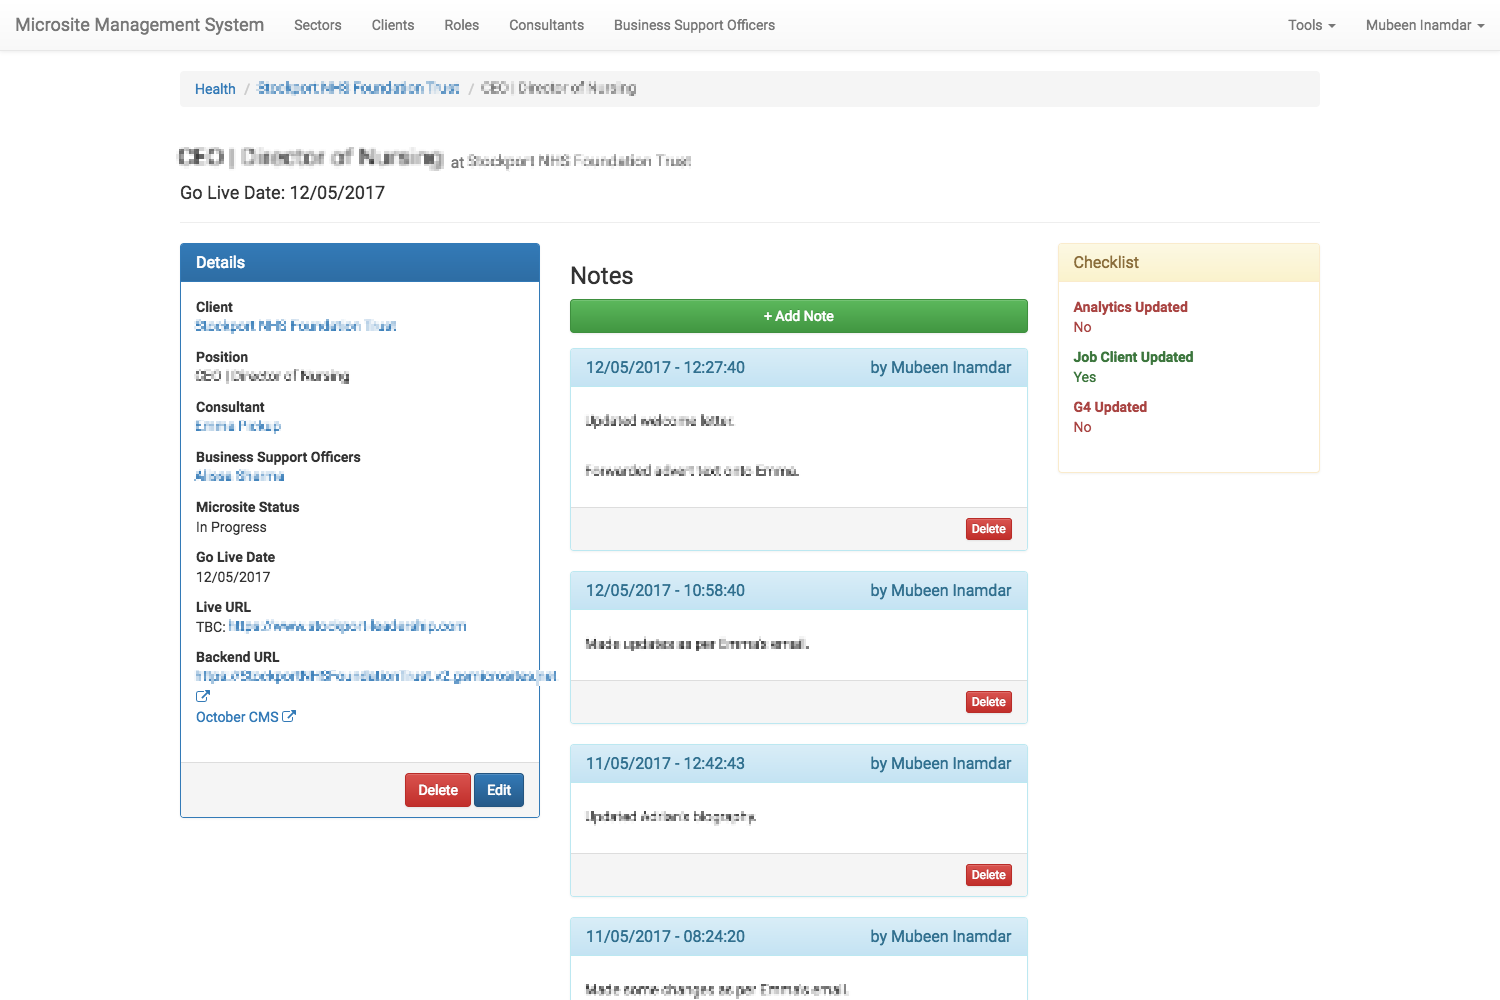 Microsite Management System Sectors Clients Roles Consultants Business Support Officers Tools Mubeen Inamdar
Health / Stockport NHS Foundation Trust / CEO | Director of Nursing
CEO | Director of Nursing at Stockport NHS Foundation Trust
Go Live Date: 12/05/2017
Details
Client
Stockport NHS Foundation Trust
Position
CEO | Director of Nursing
Consultant
Business Support Officers
Microsite Status
In Progress
Go Live Date
12/05/2017
Live URL
TBC:
Backend URL
October CMS
Delete Edit
Notes
+ Add Note
12/05/2017 - 12:27:40 by Mubeen Inamdar
Updated welcome letter.
Forwarded advert text onto Emma.
Delete
12/05/2017 - 10:58:40 by Mubeen Inamdar
Made updates as per Emma's email.
Delete
11/05/2017 - 12:42:43 by Mubeen Inamdar
Updated Adrian's biography.
Delete
11/05/2017 - 08:24:20 by Mubeen Inamdar
Made some changes as per Emma's email.
Checklist
Analytics Updated
No
Job Client Updated
Yes
G4 Updated
No